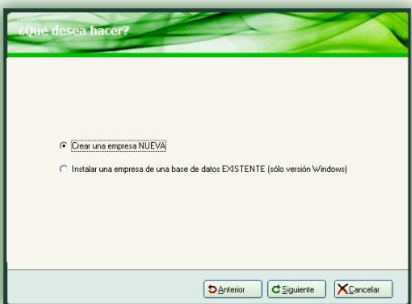 ¿Qué desea hacer?
Crear una empresa NUEVA
Instalar una empresa de una base de datos EXISTENTE (sólo versión Windows)
Anterior
Siguiente
Cancelar